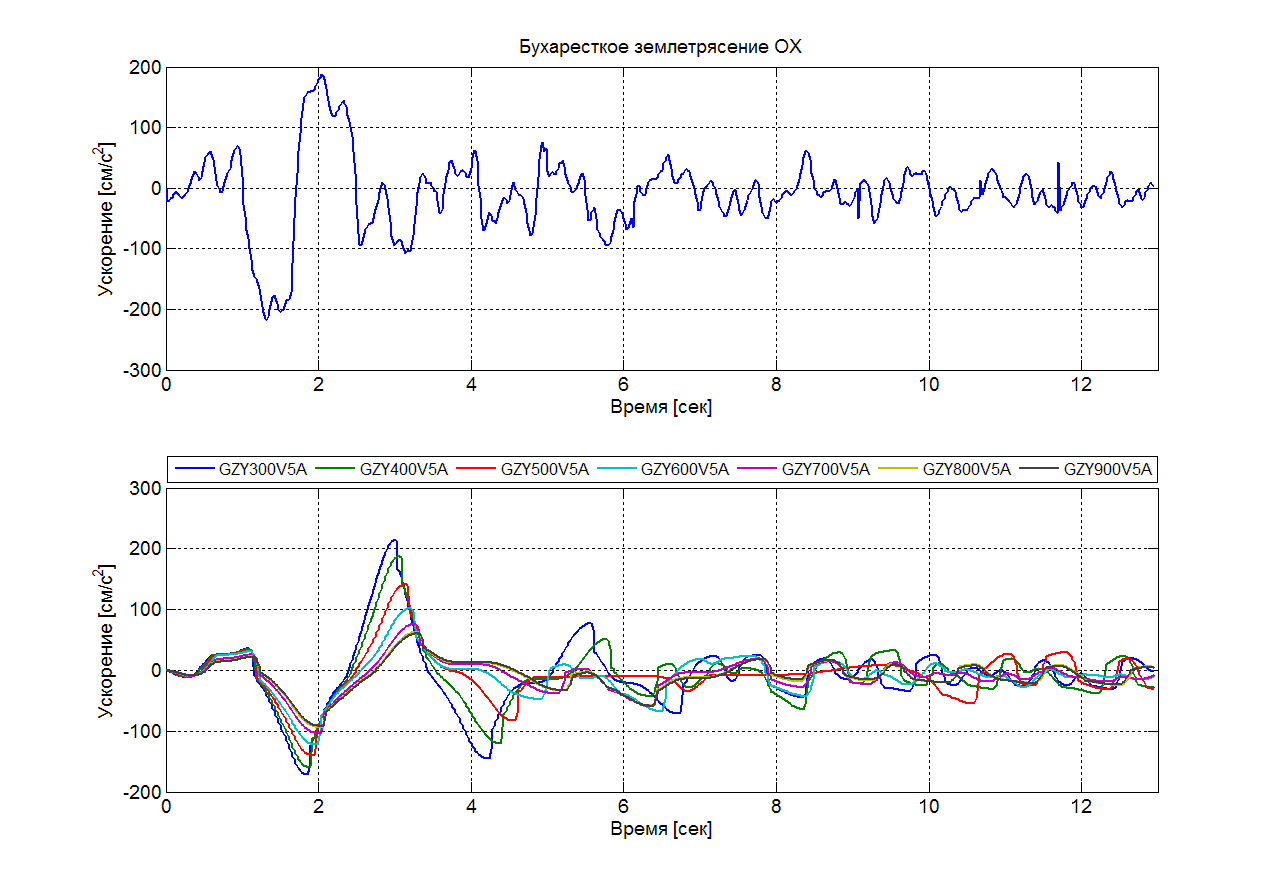 Бухаресткое землетрясение OX
200
100
0
-100
-200
-300
Ускорение [см/с2]
0 2 4 6 8 10 12
Время [сек]
GZY300V5A GZY400V5A GZY500V5A GZY600V5A GZY700V5A GZY800V5A GZY900V5A
300
200
100
0
-100
-200
Ускорение [см/с2]
0 2 4 6 8 10 12
Время [сек]